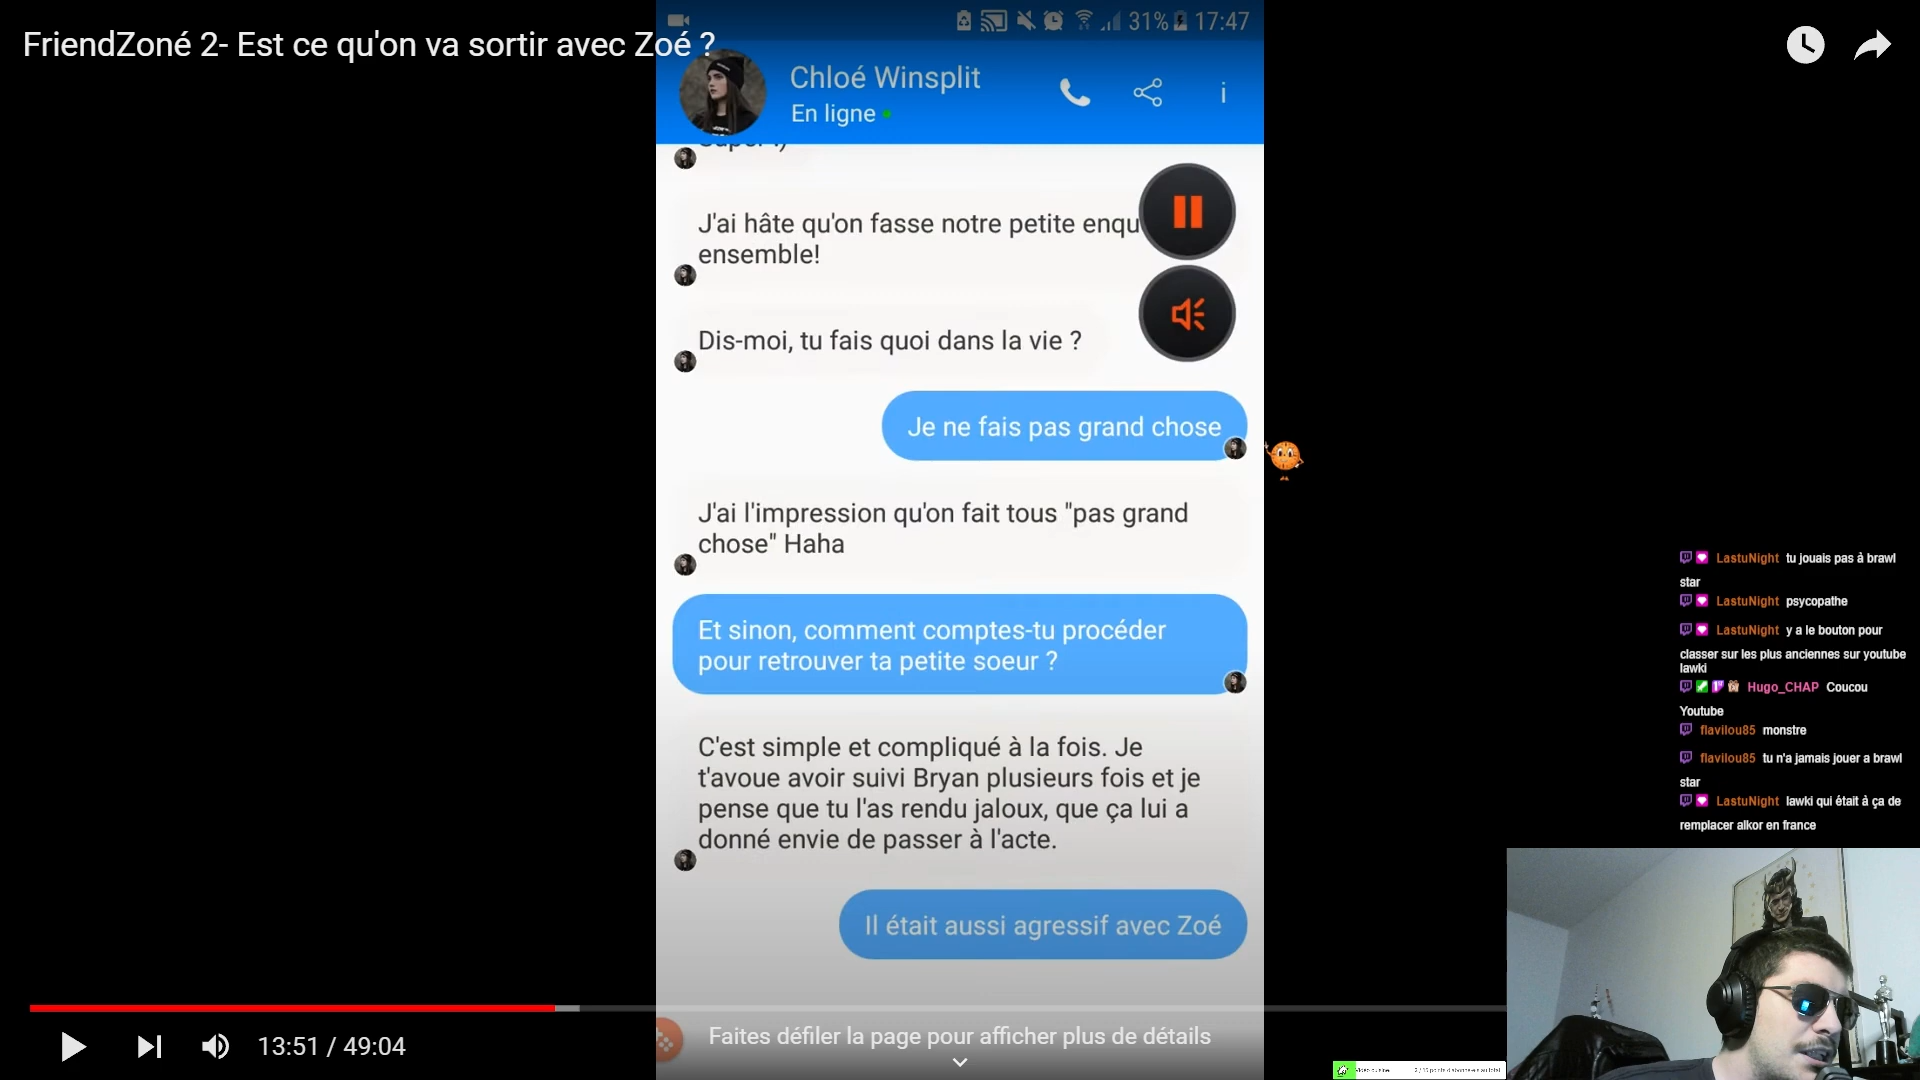 FriendZoné 2- Est ce qu'on va sortir avec Zoé ?
31% 17:47
Chloé Winsplit
En ligne
J'ai hâte qu'on fasse notre petite enqu
ensemble!
Dis-moi, tu fais quoi dans la vie ?
Je ne fais pas grand chose
J'ai l'impression qu'on fait tous "pas grand
chose" Haha
Et sinon, comment comptes-tu procéder
pour retrouver ta petite soeur ?
C'est simple et compliqué à la fois. Je
t'avoue avoir suivi Bryan plusieurs fois et je
pense que tu l'as rendu jaloux, que ça lui a
donné envie de passer à l'acte.
Il était aussi agressif avec Zoé
Faites défiler la page pour afficher plus de détails
13:51 / 49:04
LastuNight tu jouais pas à brawl
star
LastuNight psycopathe
LastuNight y a le bouton pour
classer sur les plus anciennes sur youtube
lawki
Hugo_CHAP Coucou
Youtube
flavilou85 monstre
flavilou85 tu n'a jamais jouer a brawl
star
LastuNight lawki qui était à ça de
remplacer alkor en france